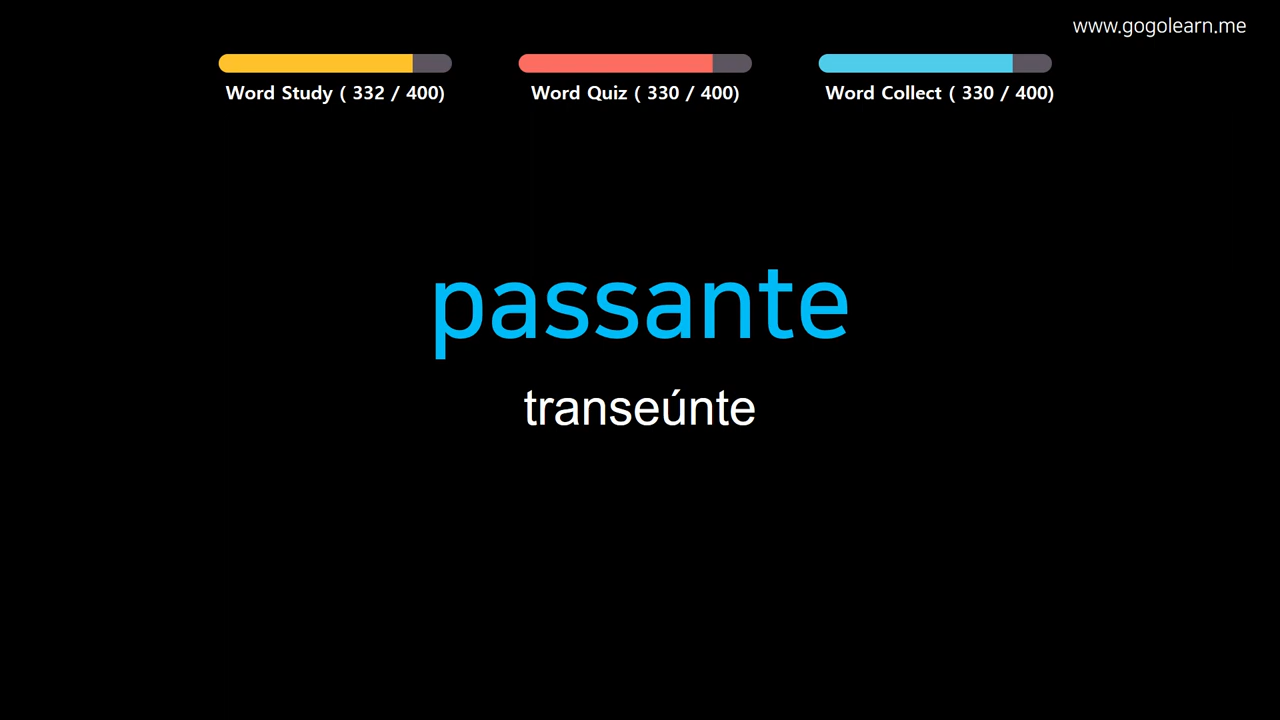 www.gogolearn.me
Word Study ( 332 / 400) Word Quiz ( 330 / 400) Word Collect ( 330 / 400)
passante
transeúnte